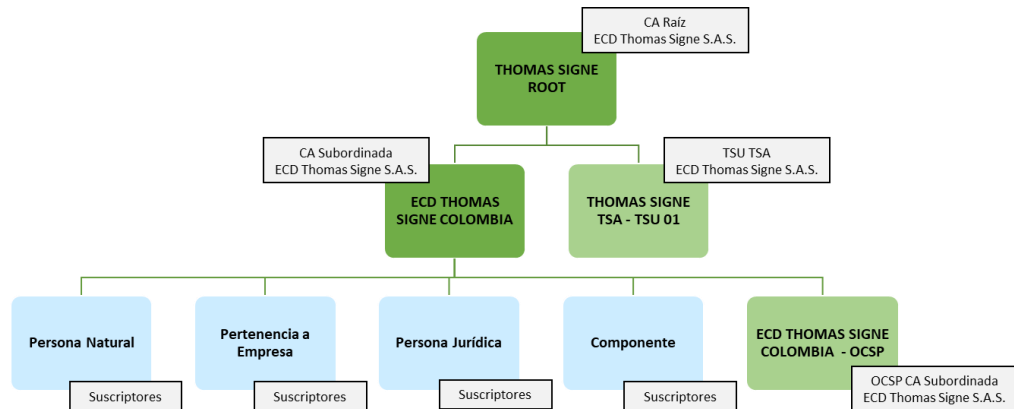 CA Raíz
ECD Thomas Signe S.A.S.
THOMAS SIGNE
ROOT
CA Subordinada
ECD Thomas Signe S.A.S.
TSU TSA
ECD Thomas Signe S.A.S.
ECD THOMAS
SIGNE COLOMBIA
THOMAS SIGNE
TSA - TSU 01
Persona Natural
Pertenencia a
Empresa
Persona Jurídica
Componente
ECD THOMAS SIGNE
COLOMBIA - OCSP
Suscriptores
Suscriptores
Suscriptores
Suscriptores
OCSP CA Subordinada
ECD Thomas Signe S.A.S.